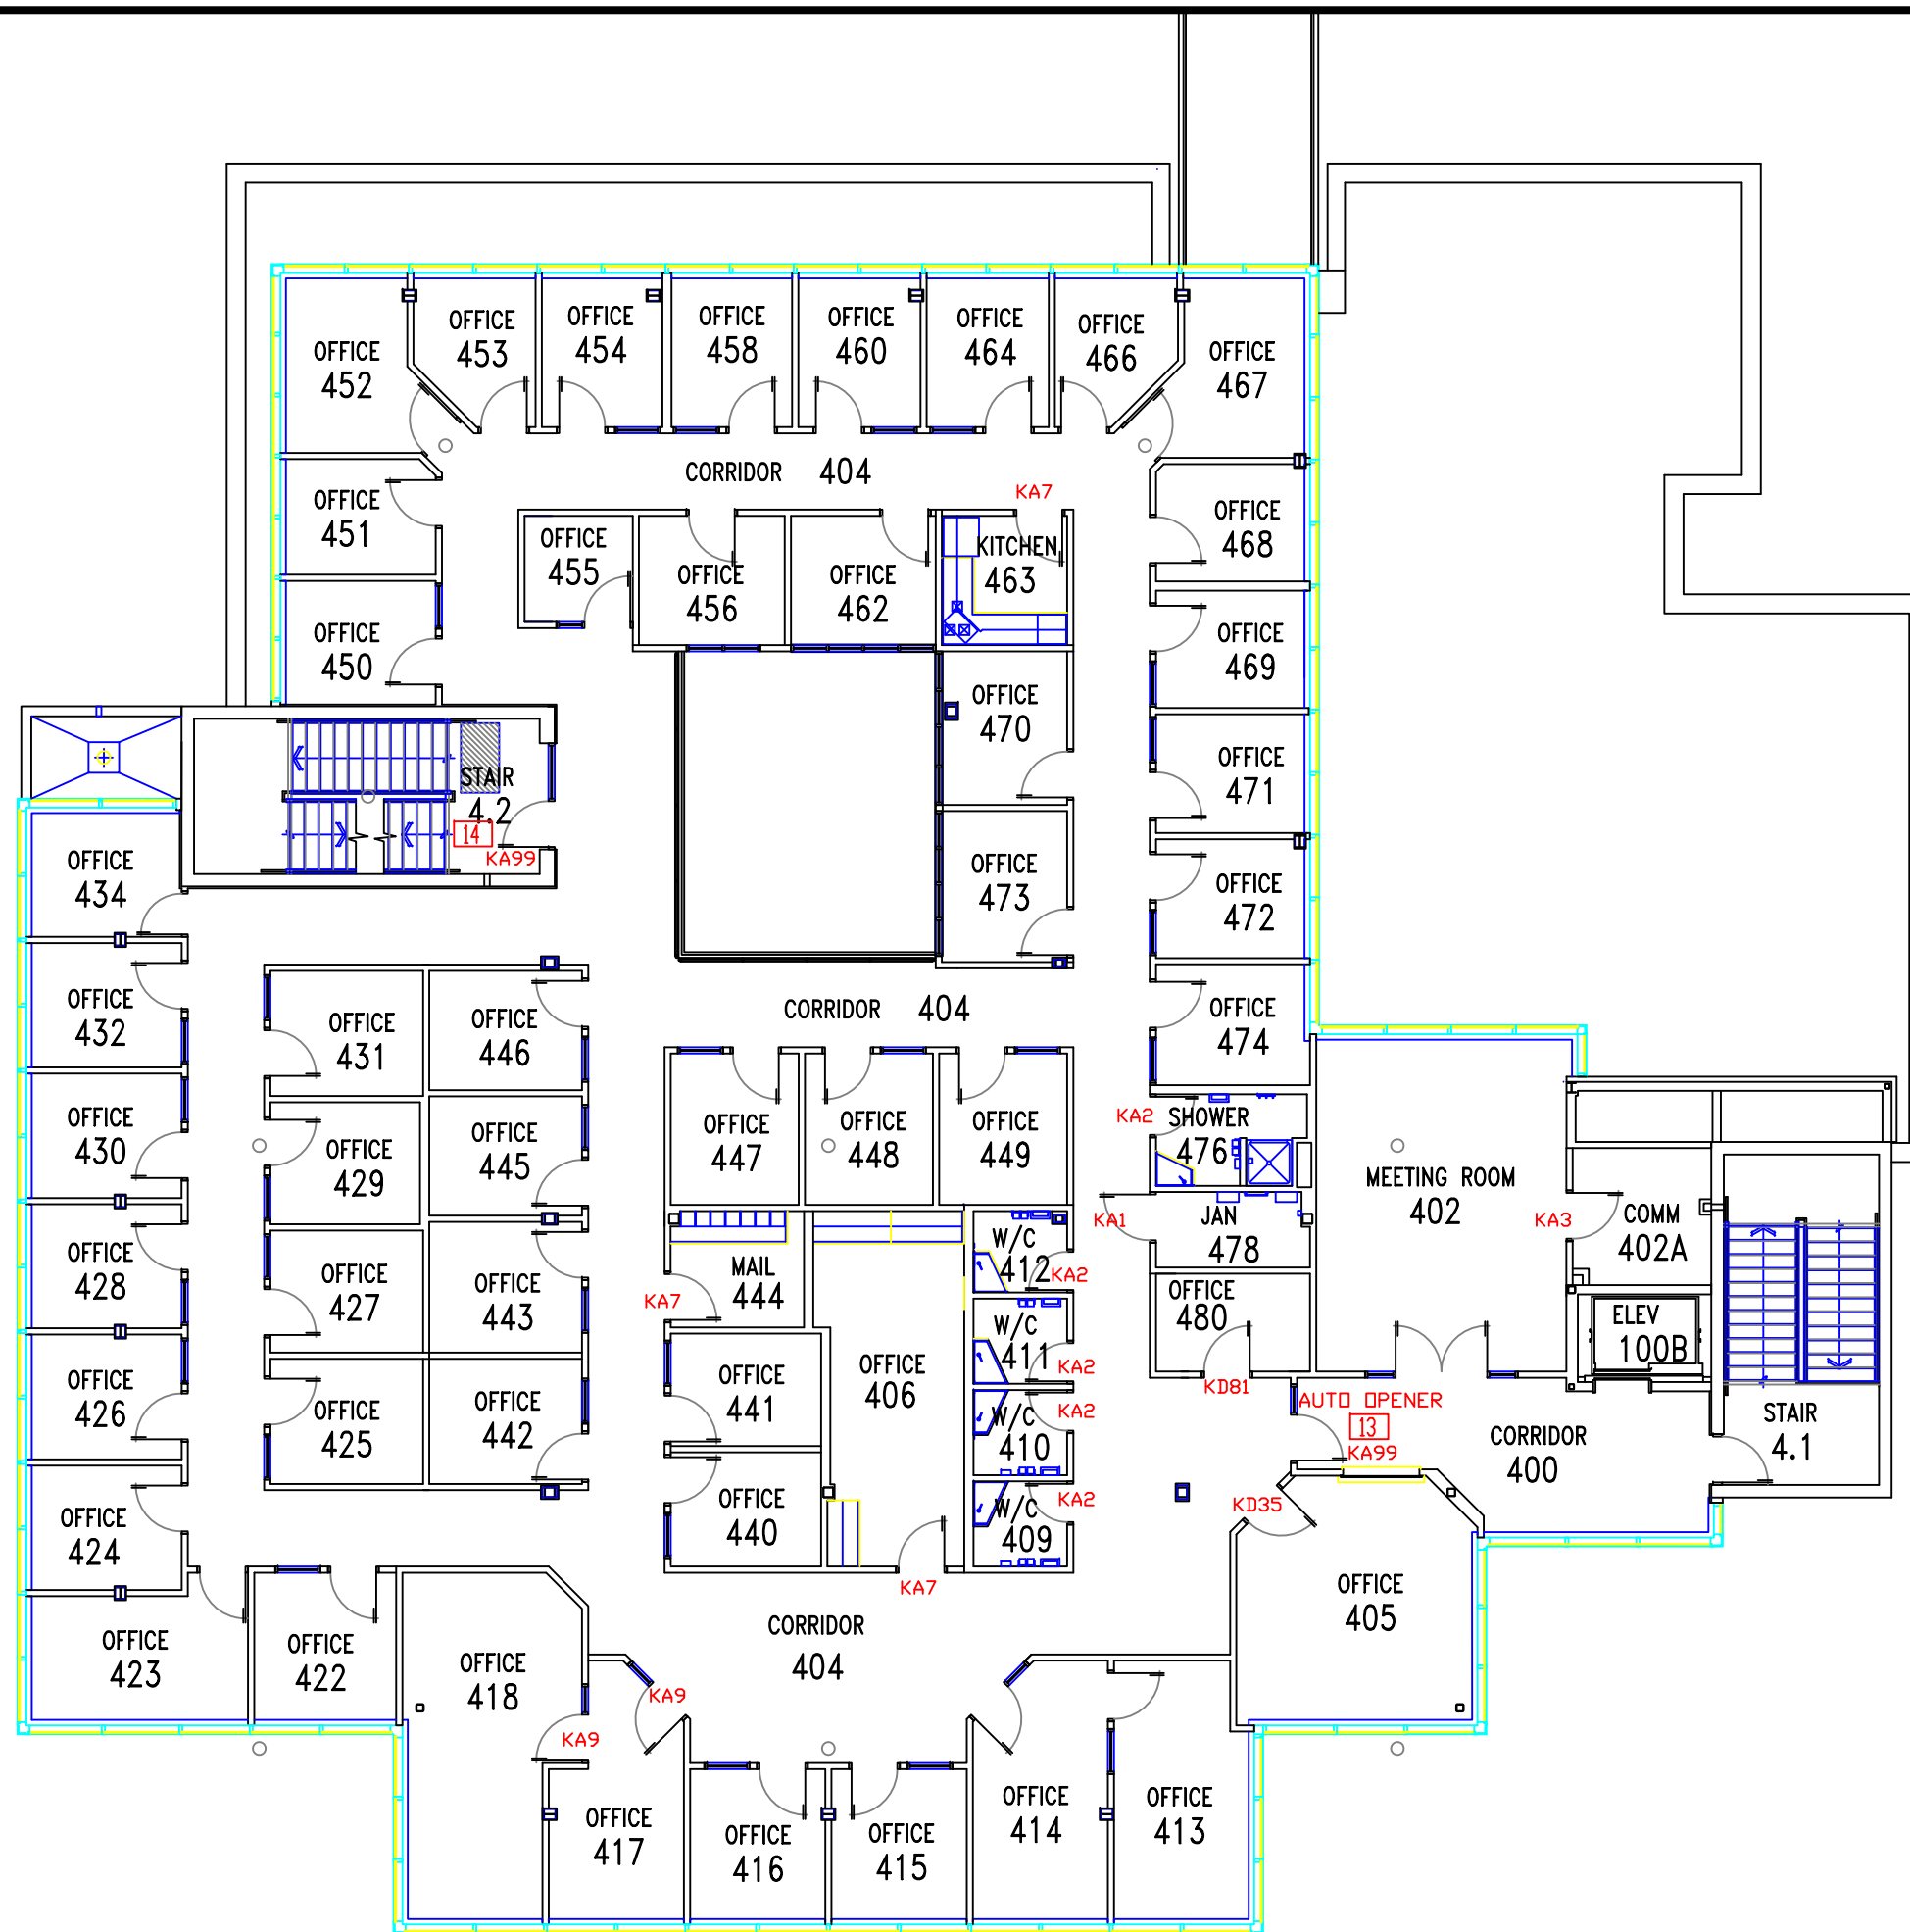 OFFICE
452
OFFICE
453
OFFICE
454
OFFICE
458
OFFICE
460
OFFICE
464
OFFICE
466
OFFICE
467
CORRIDOR 404
KA7
OFFICE
451
OFFICE
455
OFFICE
456
OFFICE
462
KITCHEN
463
OFFICE
468
OFFICE
450
OFFICE
469
OFFICE
470
OFFICE
471
STAIR
4.2
14
KA99
OFFICE
434
OFFICE
473
OFFICE
472
OFFICE
432
OFFICE
431
OFFICE
446
CORRIDOR 404
OFFICE
474
OFFICE
430
OFFICE
429
OFFICE
445
OFFICE
447
OFFICE
448
OFFICE
449
KA2
SHOWER
476
MEETING ROOM
402
KA1
JAN
478
KA3
COMM
402A
OFFICE
428
OFFICE
427
OFFICE
443
KA7
MAIL
444
W/C
412
KA2
OFFICE
480
ELEV
100B
OFFICE
426
OFFICE
425
OFFICE
442
OFFICE
441
OFFICE
406
W/C
411
KA2
KD81
AUTO OPENER
13
KA99
W/C
410
KA2
CORRIDOR
400
STAIR
4.1
OFFICE
424
OFFICE
440
W/C
409
KA2
KD35
KA7
OFFICE
405
OFFICE
423
OFFICE
422
OFFICE
418
CORRIDOR
404
KA9
KA9
OFFICE
417
OFFICE
416
OFFICE
415
OFFICE
414
OFFICE
413